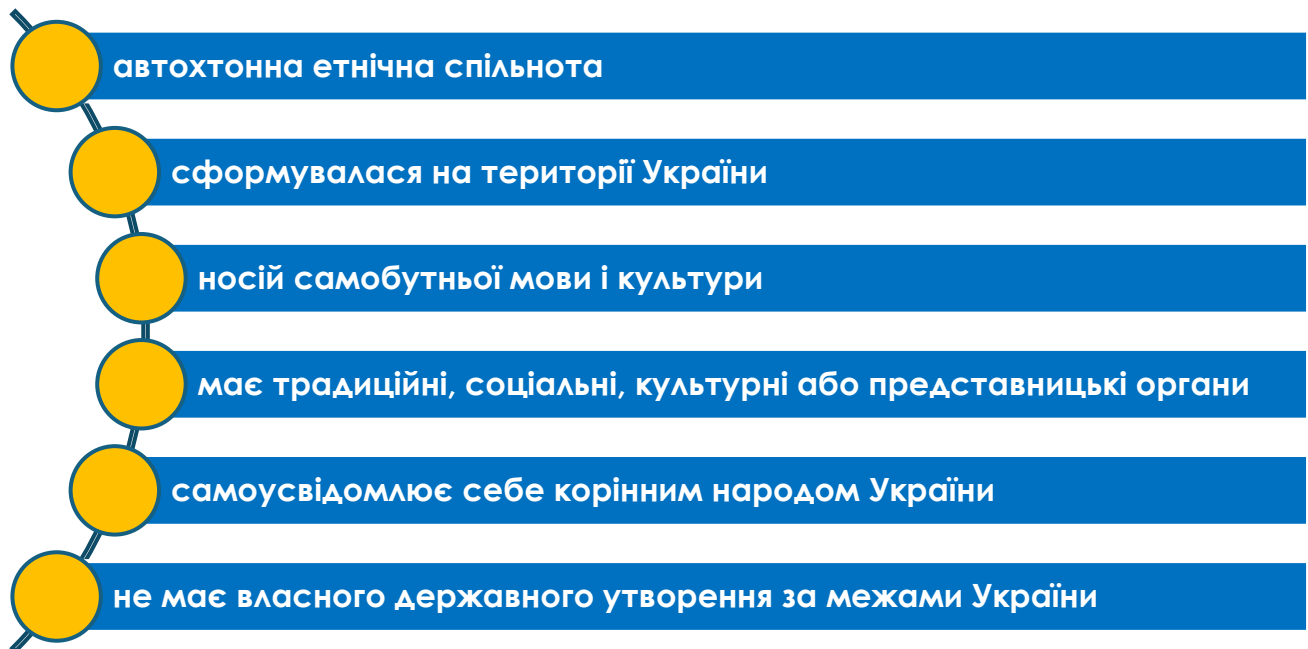 автохтонна етнічна спільнота
сформувалася на території України
носій самобутньої мови і культури
має традиційні, соціальні, культурні або представницькі органи
самоусвідомлює себе корінним народом України
не має власного державного утворення за межами України